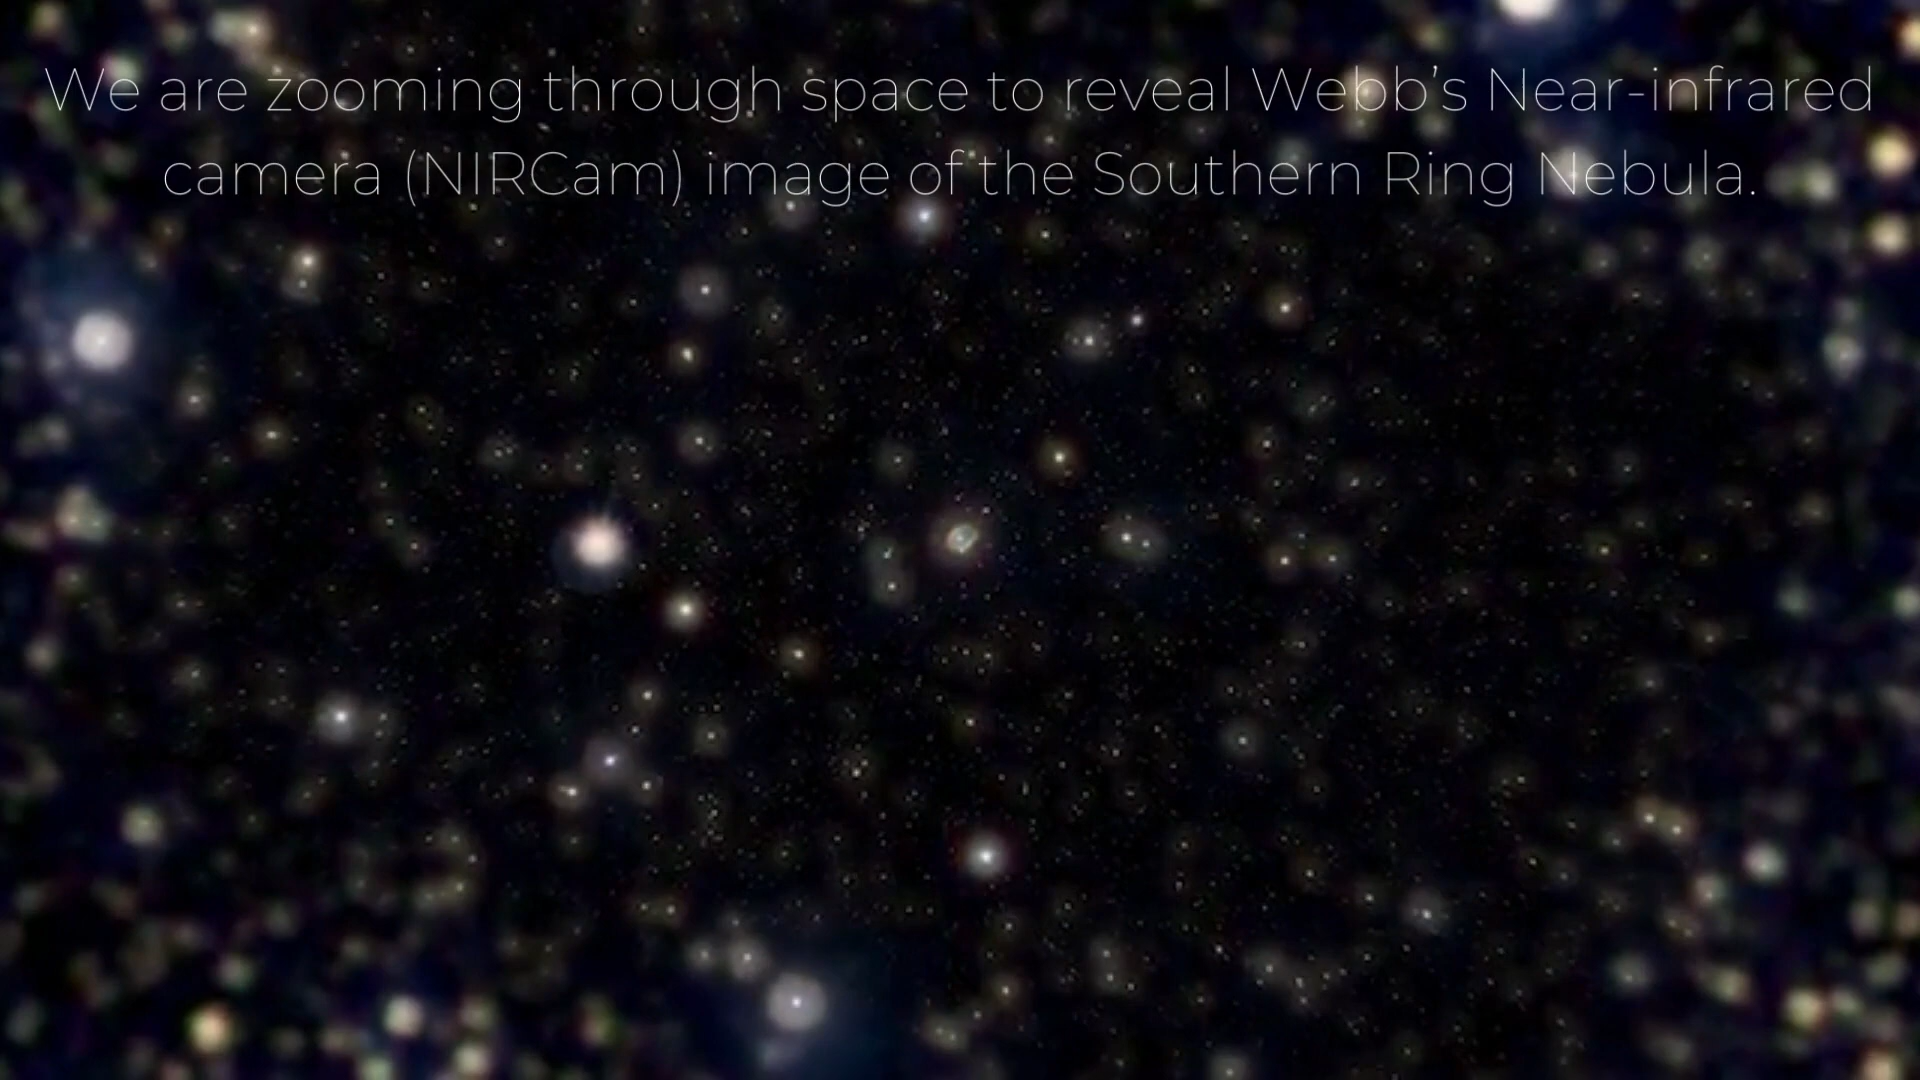 We are zooming through space to reveal Webb’s Near-infrared
camera (NIRCam) image of the Southern Ring Nebula.